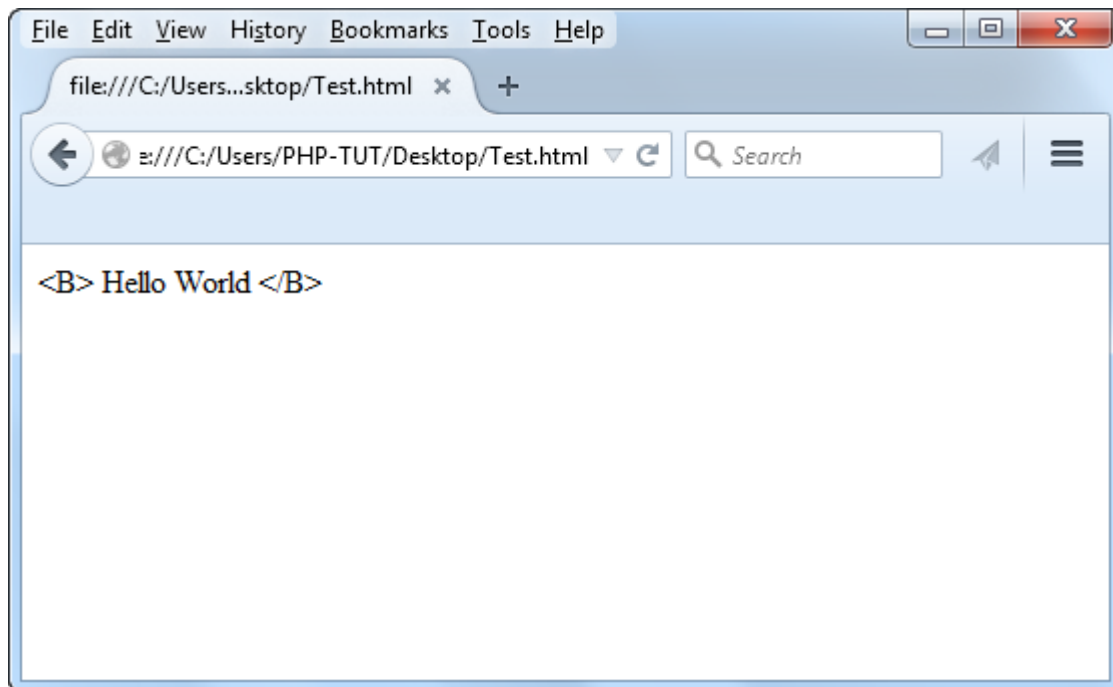 File Edit View History Bookmarks Tools Help
file:///C:/Users...sktop/Test.html
e:///C:/Users/PHP-TUT/Desktop/Test.html Search
<B> Hello World </B>